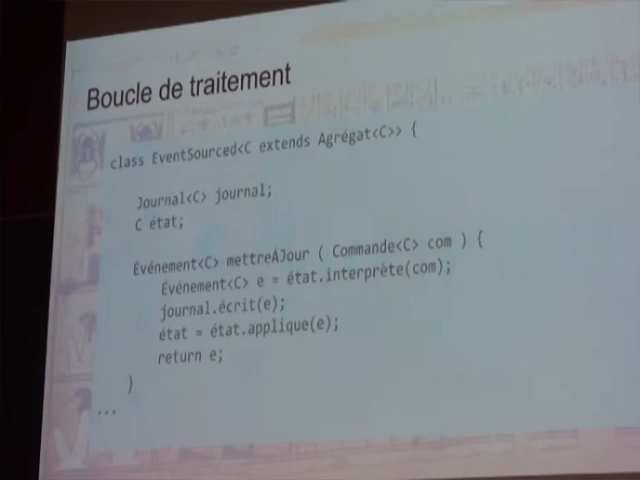 Boucle de traitement
class EventSourced<C extends Agrégat<C>> {
Journal<C> journal;
C état;
Événement<C> mettreÀJour ( Commande<C> com ) {
Événement<C> e = état.interprète(com);
journal.écrit(e);
état = état.applique(e);
return e;
}
...